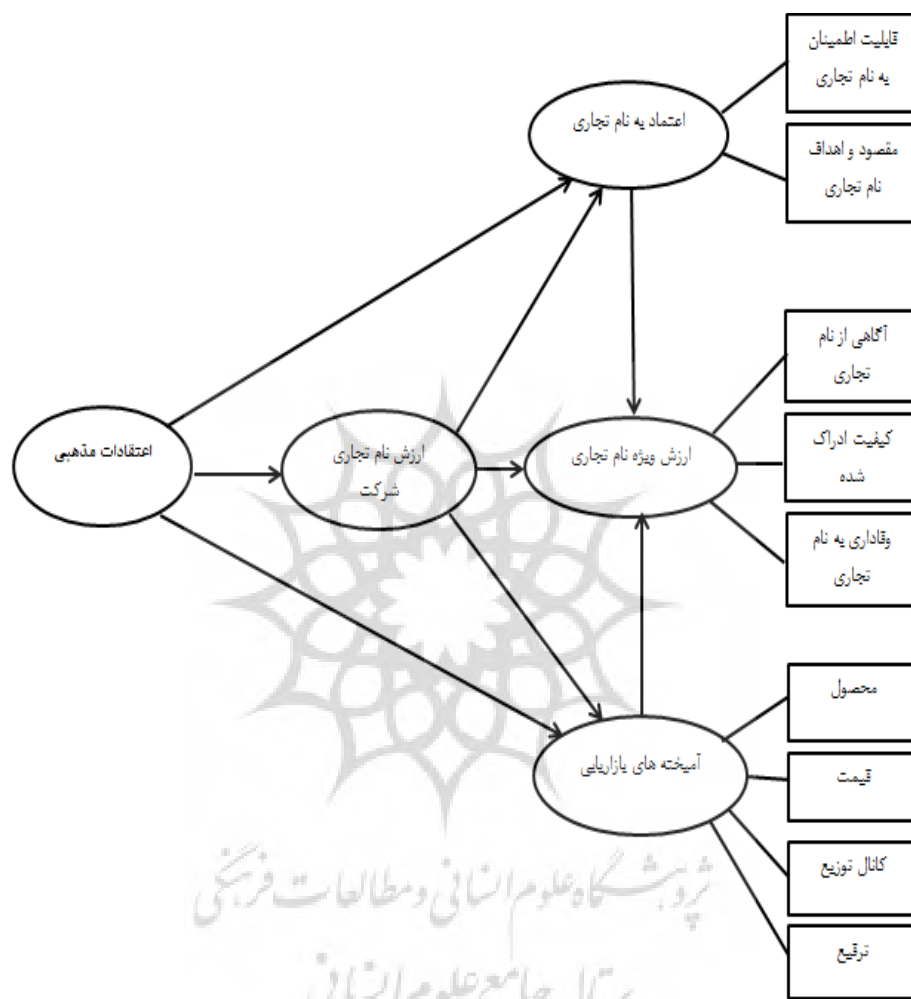 قابلیت اطمینان
به نام تجاری
اعتماد به نام تجاری
مقصود و اهداف
نام تجاری
آگاهی از نام
تجاری
کیفیت ادراک
شده
ارزش ویژه نام تجاری
ارزش نام تجاری
شرکت
اعتقادات مذهبی
وفاداری به نام
تجاری
محصول
آمیخته های بازاریابی
قیمت
کانال توزیع
ترفیع
پژوهشگاه علوم انسانی و مطالعات فرهنگی
پرتال جامع علوم انسانی